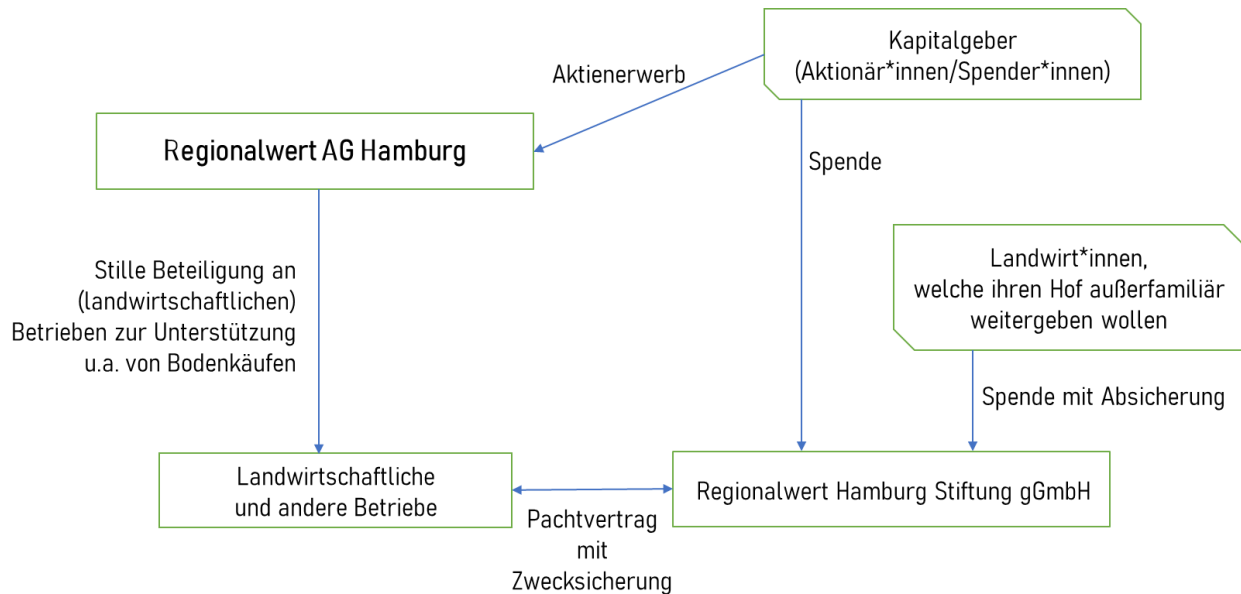 Kapitalgeber
(Aktionär*innen/Spender*innen)
Aktienerwerb
Regionalwert AG Hamburg
Spende
Landwirt*innen,
welche ihren Hof außerfamiliär
weitergeben wollen
Stille Beteiligung an
(landwirtschaftlichen)
Betrieben zur Unterstützung
u.a. von Bodenkäufen
Spende mit Absicherung
Landwirtschaftliche
und andere Betriebe
Regionalwert Hamburg Stiftung gGmbH
Pachtvertrag
mit
Zwecksicherung